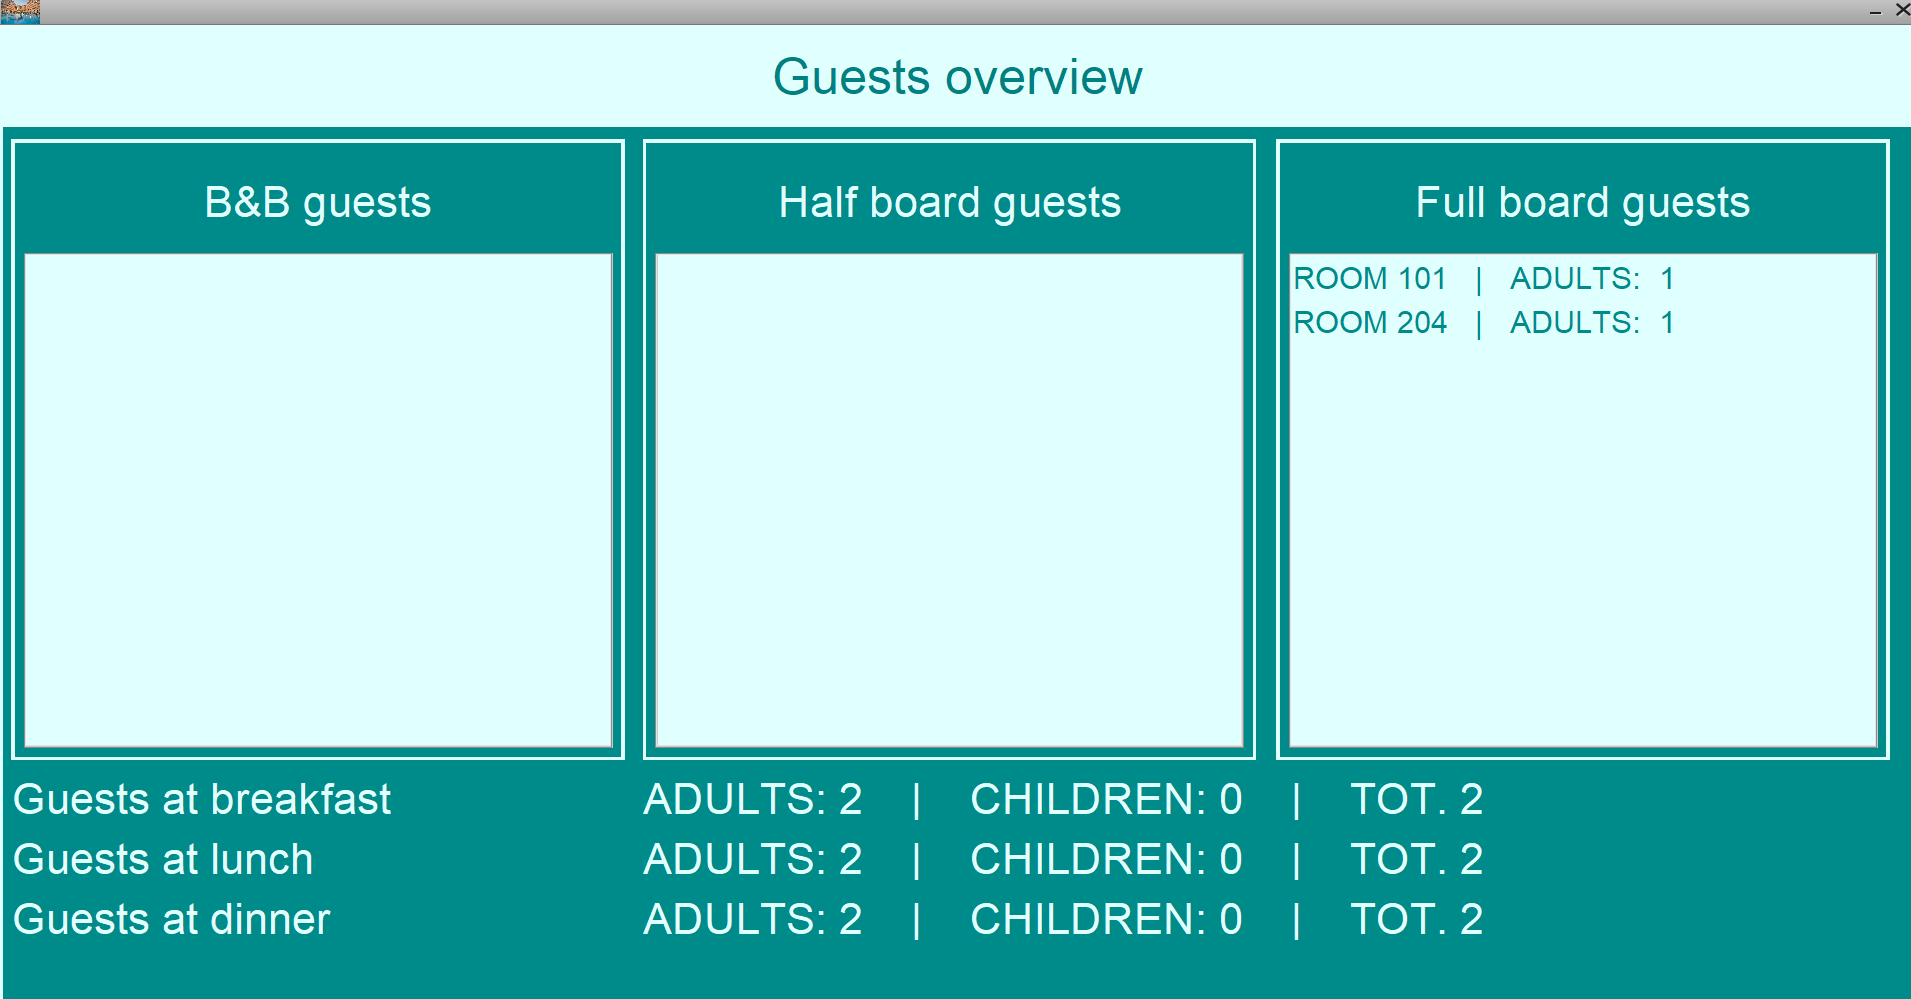 Guests overview
B&B guests
Half board guests
Full board guests
ROOM 101 | ADULTS: 1
ROOM 204 | ADULTS: 1
Guests at breakfast ADULTS: 2 | CHILDREN: 0 | TOT. 2
Guests at lunch ADULTS: 2 | CHILDREN: 0 | TOT. 2
Guests at dinner ADULTS: 2 | CHILDREN: 0 | TOT. 2